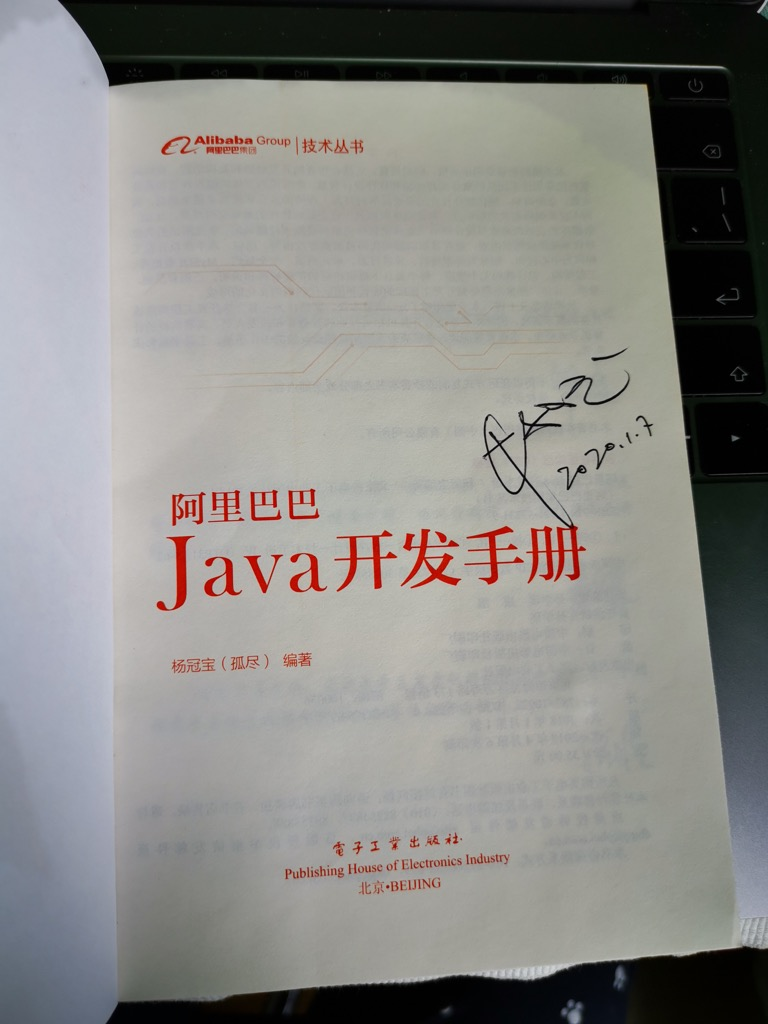 Alibaba Group
阿里巴巴集团
技术丛书
2020.1.7
阿里巴巴
Java开发手册
杨冠宝（孤尽） 编著
電子工業出版社
Publishing House of Electronics Industry
北京•BEIJING